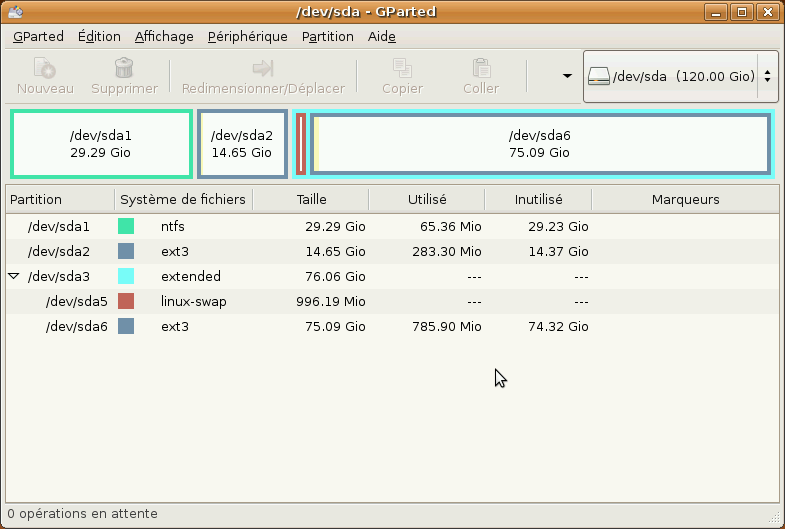 /dev/sda - GParted
GParted Édition Affichage Périphérique Partition Aide
Nouveau Supprimer Redimensionner/Déplacer Copier Coller /dev/sda (120.00 Gio)
/dev/sda1 /dev/sda2 /dev/sda6
29.29 Gio 14.65 Gio 75.09 Gio
Partition Système de fichiers Taille Utilisé Inutilisé Marqueurs
/dev/sda1 ntfs 29.29 Gio 65.36 Mio 29.23 Gio
/dev/sda2 ext3 14.65 Gio 283.30 Mio 14.37 Gio
/dev/sda3 extended 76.06 Gio --- ---
/dev/sda5 linux-swap 996.19 Mio --- ---
/dev/sda6 ext3 75.09 Gio 785.90 Mio 74.32 Gio
0 opérations en attente